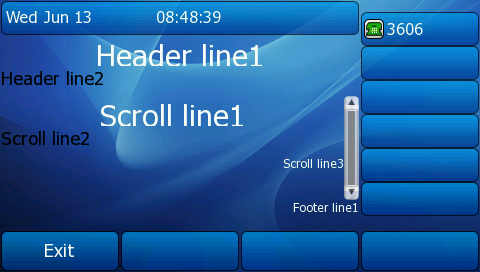 Wed Jun 13 08:48:39
3606
Header line1
Header line2
Scroll line1
Scroll line2
Scroll line3
Footer line1
Exit